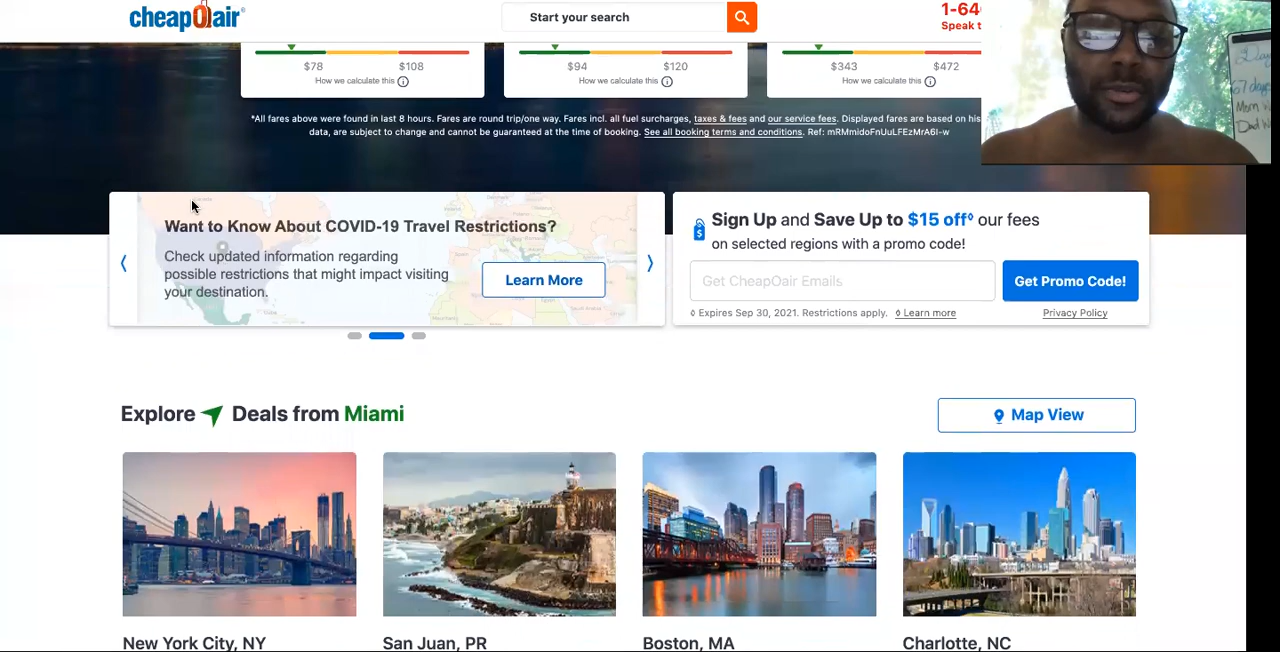 cheapOair®
Start your search
1-64
Speak t
$78 $108
How we calculate this
$94 $120
How we calculate this
$343 $472
How we calculate this
*All fares above were found in last 8 hours. Fares are round trip/one way. Fares incl. all fuel surcharges, taxes & fees and our service fees. Displayed fares are based on his
data, are subject to change and cannot be guaranteed at the time of booking. See all booking terms and conditions. Ref: mRMmidoFnUuLFEzMrA6I-w
67 days
Mom
Dad
Want to Know About COVID-19 Travel Restrictions?
Check updated information regarding
possible restrictions that might impact visiting
your destination.
Learn More
Sign Up and Save Up to $15 off◊ our fees
on selected regions with a promo code!
Get CheapOair Emails
Get Promo Code!
◊ Expires Sep 30, 2021. Restrictions apply. ◊ Learn more
Privacy Policy
Explore Deals from Miami
Map View
New York City, NY
San Juan, PR
Boston, MA
Charlotte, NC